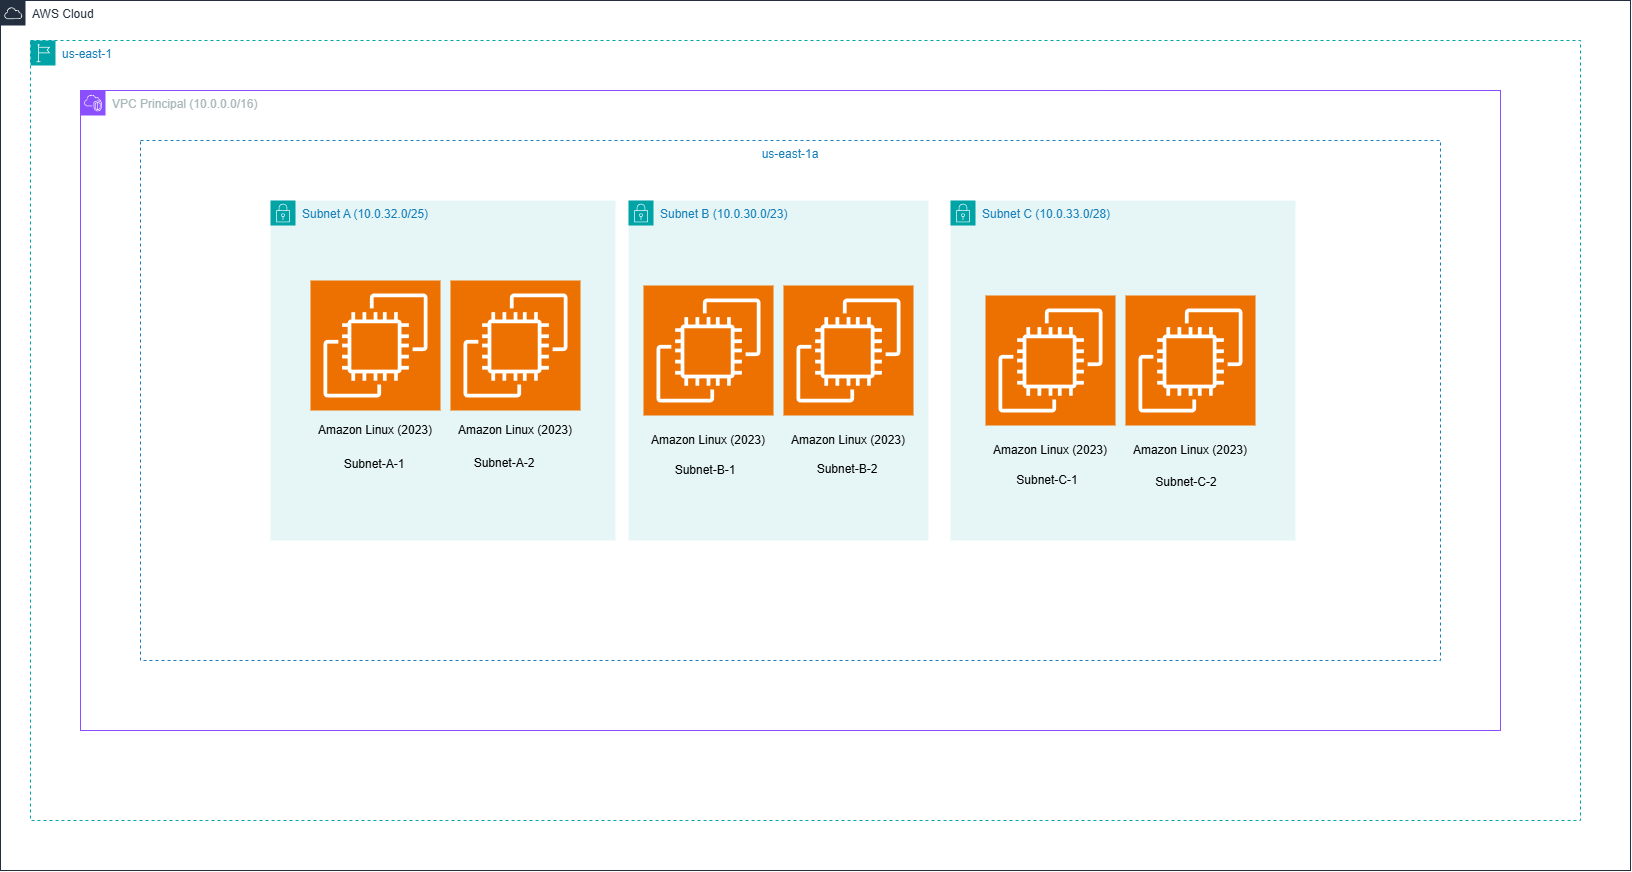 AWS Cloud
us-east-1
VPC Principal (10.0.0.0/16)
us-east-1a
Subnet A (10.0.32.0/25)
Subnet B (10.0.30.0/23)
Subnet C (10.0.33.0/28)
Amazon Linux (2023)
Amazon Linux (2023)
Subnet-A-1
Subnet-A-2
Amazon Linux (2023)
Amazon Linux (2023)
Subnet-B-1
Subnet-B-2
Amazon Linux (2023)
Amazon Linux (2023)
Subnet-C-1
Subnet-C-2